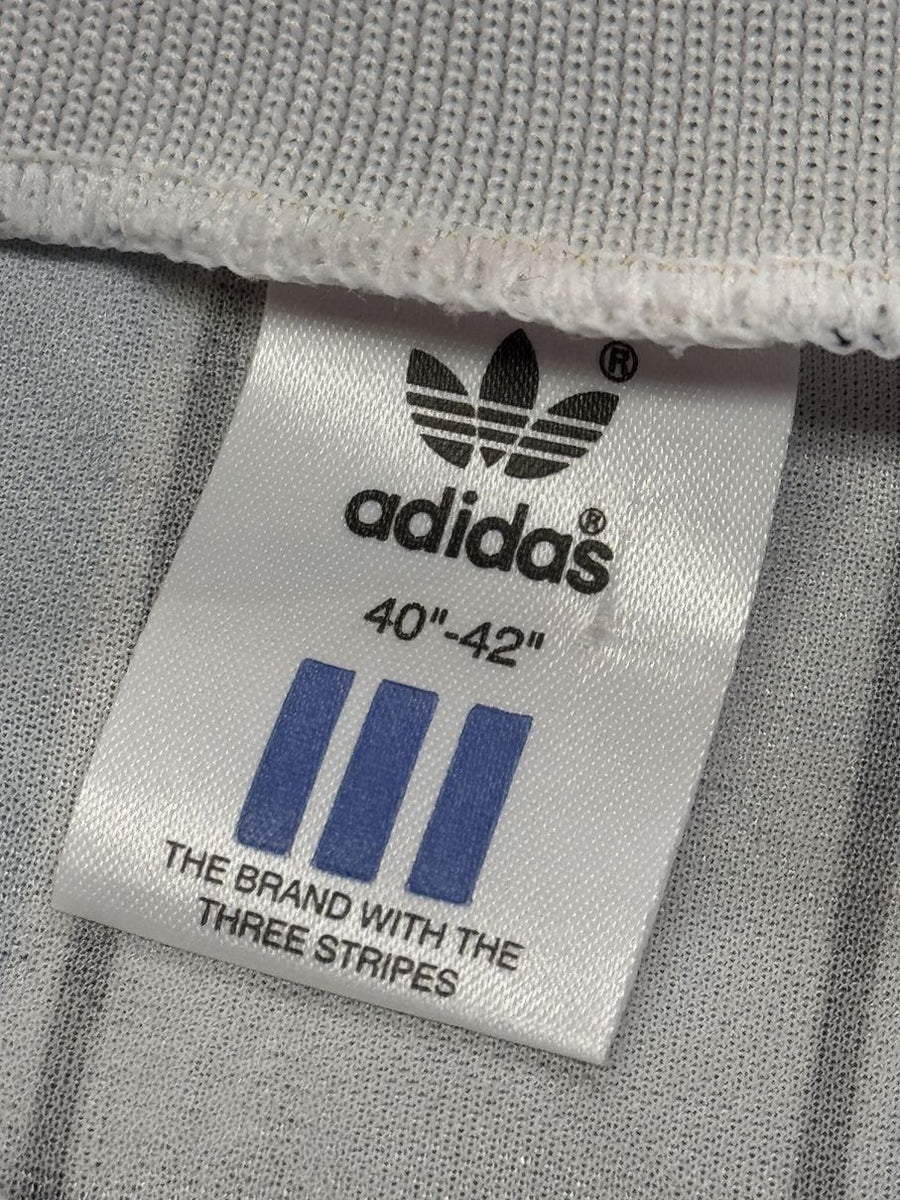 ®
adidas®
40"-42"
THE BRAND WITH THE
THREE STRIPES